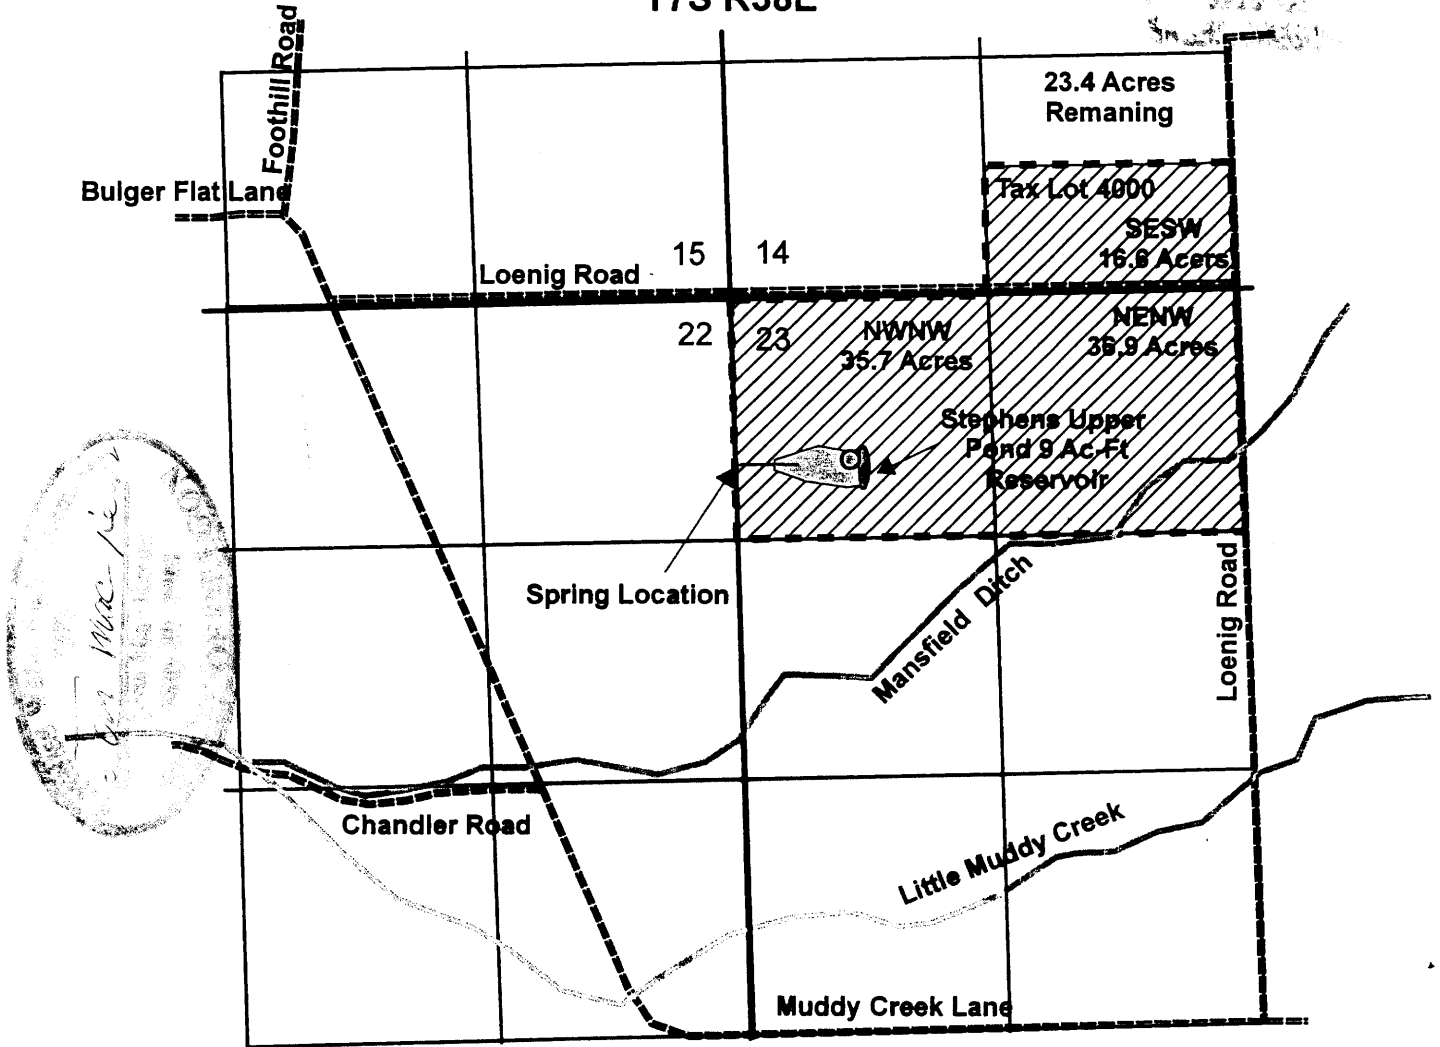 T7S R38E
Foothill Road
23.4 Acres
Remaning
Bulger Flat Lane
Tax Lot 4000
SESW
16.6 Acers
15
14
Loenig Road
22
23
NWNW
35.7 Acres
NENW
36.9 Acres
Stephens Upper
Pond 9 Ac-Ft
Reservoir
Spring Location
Mansfield Ditch
Loenig Road
Chandler Road
Little Muddy Creek
Muddy Creek Lane